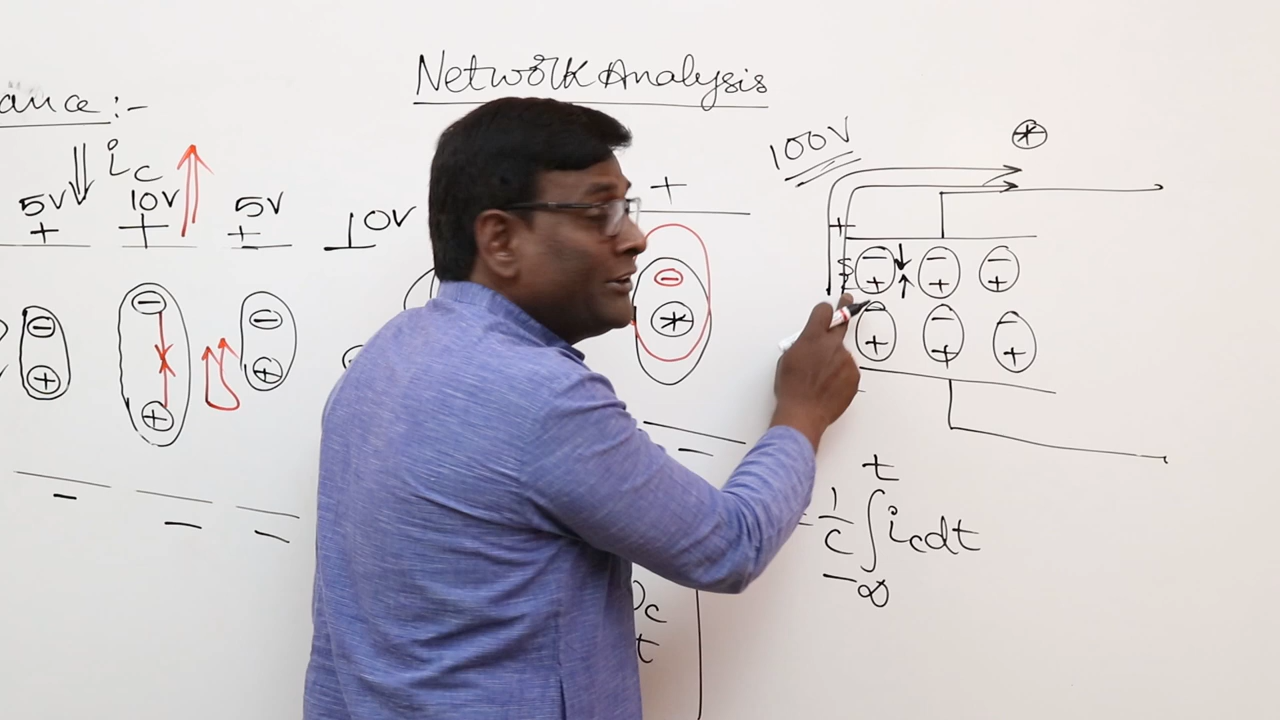 Network Analysis
ance:-
ic
5V 10V 5V 10V
+ + + +
100V
+
- - -
+ + +
- - -
+ + +
- - -
+ + +
- - - -
= 1/c ∫ t -∞ ic dt
c
t